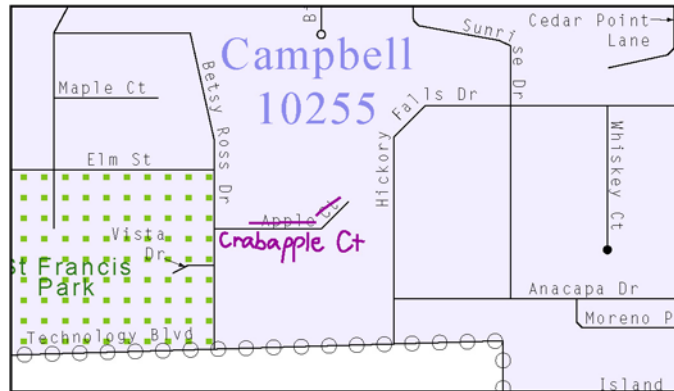 B
Sunrise Dr
Cedar Point
Lane
Campbell
10255
Maple Ct
Betsy Ross Dr
Hickory Falls Dr
Whiskey Ct
Elm St
Apple Ct
Crabapple Ct
Vista
Dr
St Francis
Park
Anacapa Dr
Moreno P
Technology Blvd
Island